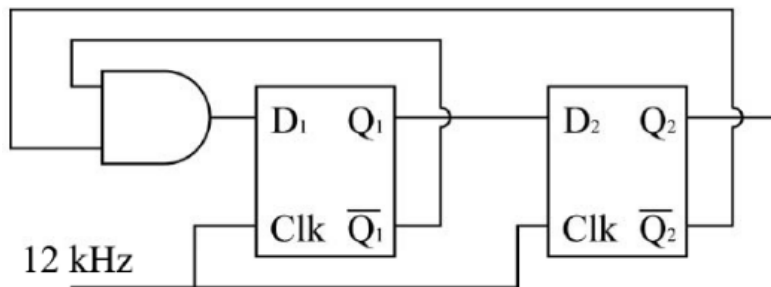 D₁ Q₁ D₂ Q₂
Clk Q̅₁ Clk Q̅₂
12 kHz